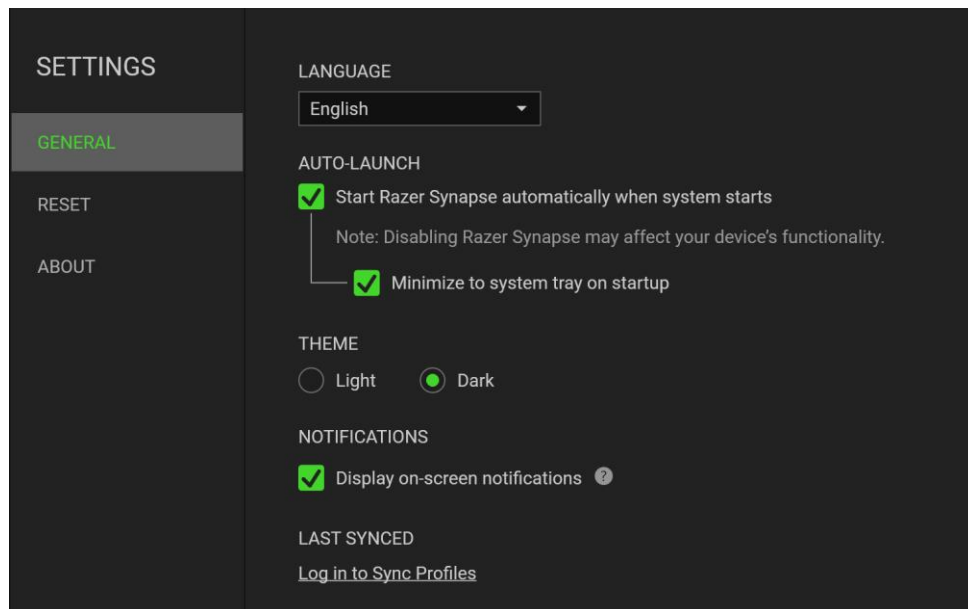 SETTINGS
GENERAL
RESET
ABOUT
LANGUAGE
English
AUTO-LAUNCH
Start Razer Synapse automatically when system starts
Note: Disabling Razer Synapse may affect your device’s functionality.
Minimize to system tray on startup
THEME
Light
Dark
NOTIFICATIONS
Display on-screen notifications ?
LAST SYNCED
Log in to Sync Profiles